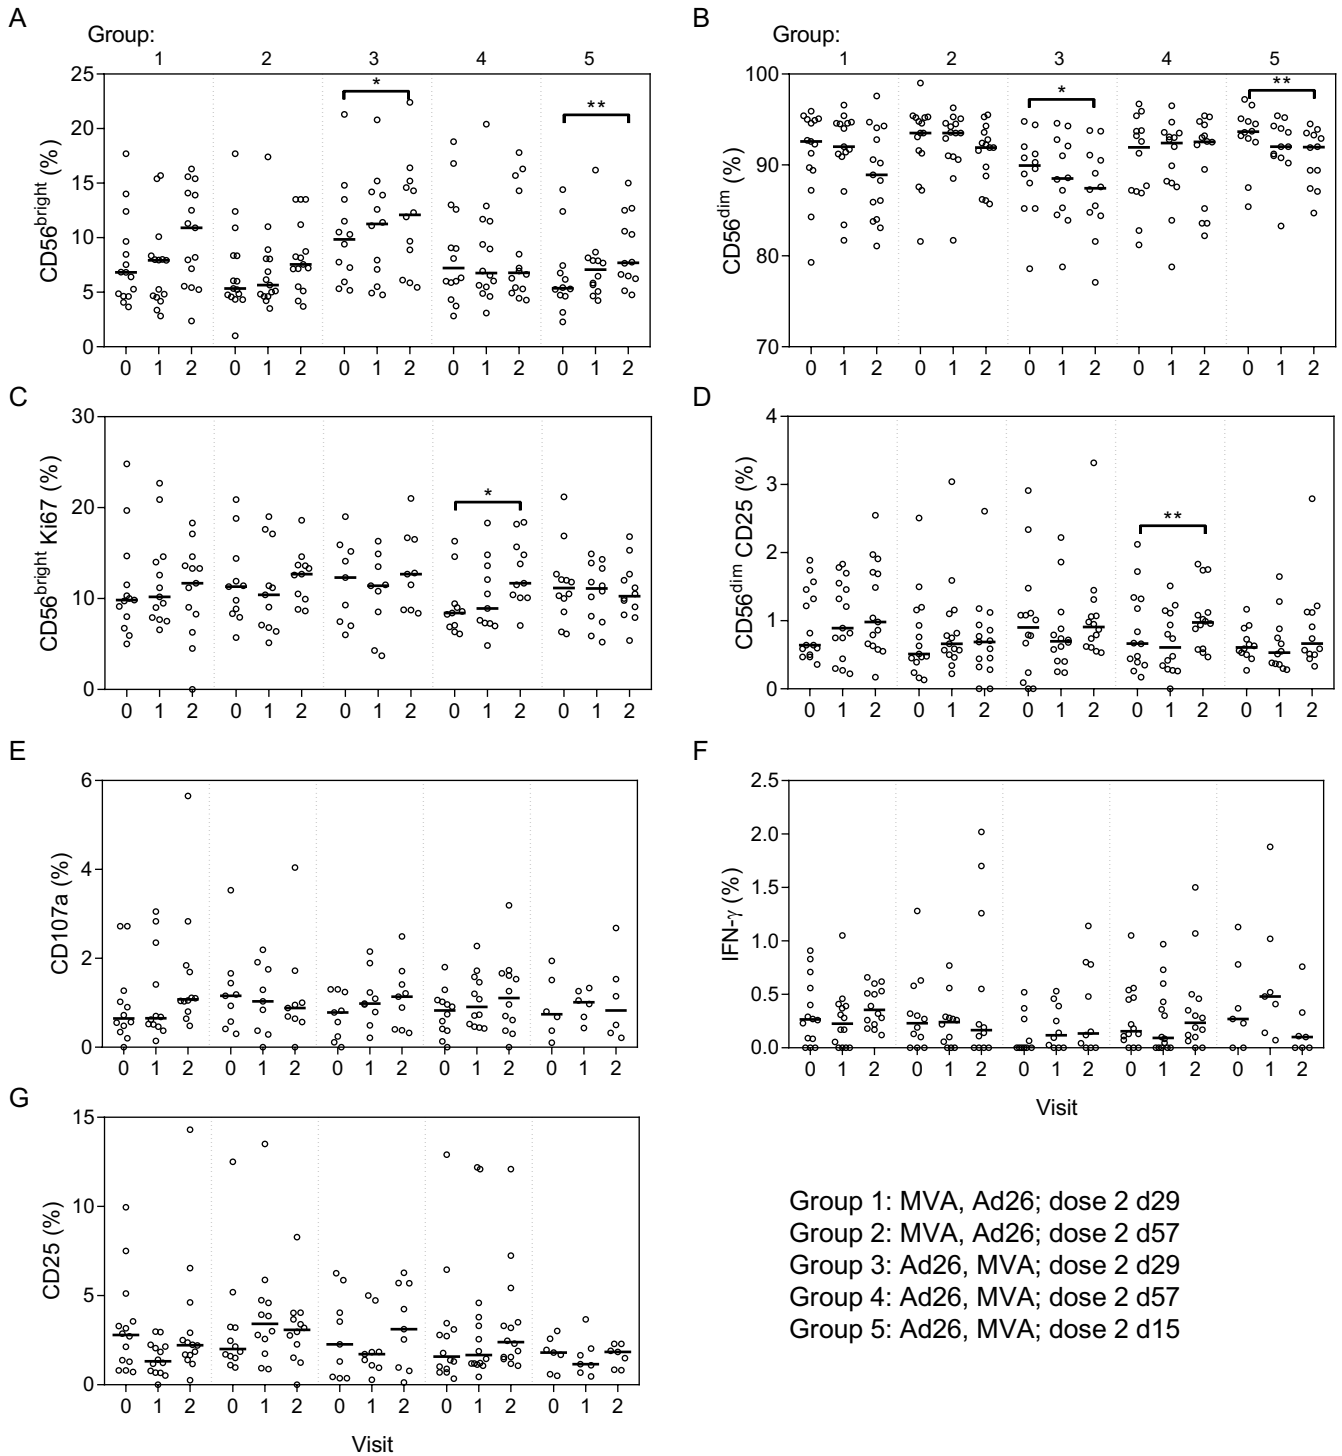 A
Group:
1 2 3 4 5
CD56bright (%)
25
20
15
10
5
0
* **
0 1 2 0 1 2 0 1 2 0 1 2 0 1 2
B
Group:
1 2 3 4 5
CD56dim (%)
100
90
80
70
* **
0 1 2 0 1 2 0 1 2 0 1 2 0 1 2
C
CD56bright Ki67 (%)
30
20
10
0
*
0 1 2 0 1 2 0 1 2 0 1 2 0 1 2
D
CD56dim CD25 (%)
4
3
2
1
0
**
0 1 2 0 1 2 0 1 2 0 1 2 0 1 2
E
CD107a (%)
6
4
2
0
0 1 2 0 1 2 0 1 2 0 1 2 0 1 2
F
IFN-γ (%)
2.5
2.0
1.5
1.0
0.5
0.0
0 1 2 0 1 2 0 1 2 0 1 2 0 1 2
Visit
G
CD25 (%)
15
10
5
0
0 1 2 0 1 2 0 1 2 0 1 2 0 1 2
Visit
Group 1: MVA, Ad26; dose 2 d29
Group 2: MVA, Ad26; dose 2 d57
Group 3: Ad26, MVA; dose 2 d29
Group 4: Ad26, MVA; dose 2 d57
Group 5: Ad26, MVA; dose 2 d15